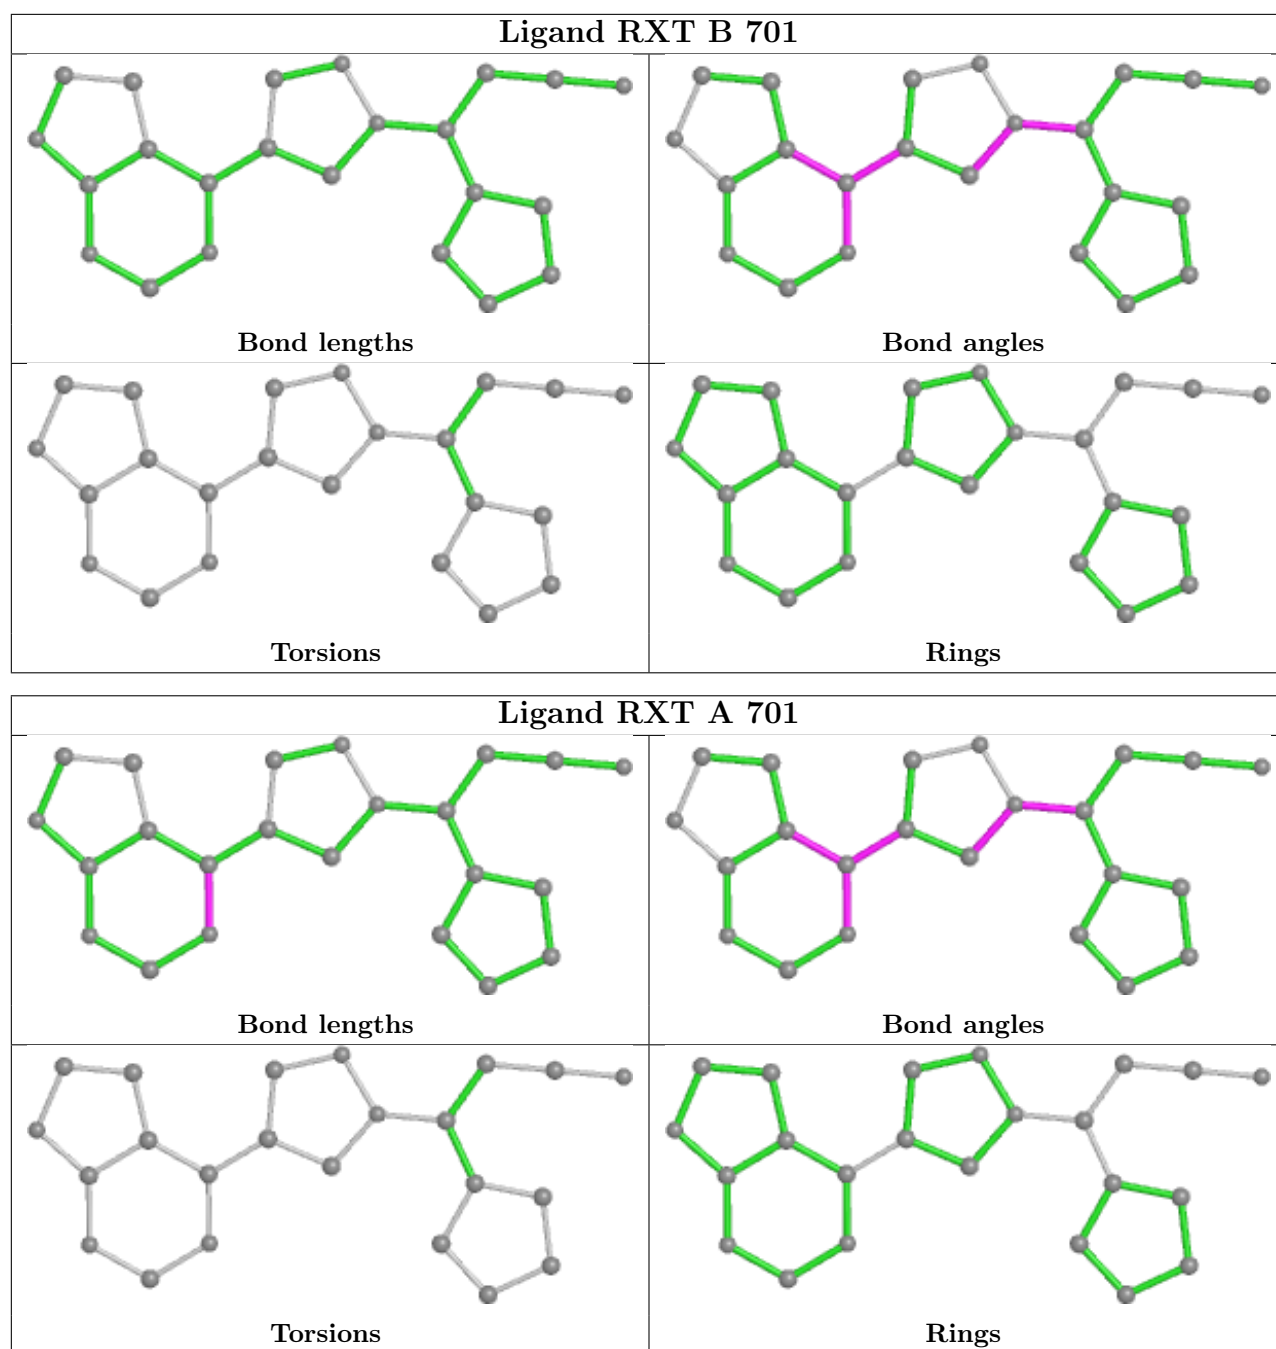 Ligand RXT B 701
Bond lengths
Bond angles
Torsions
Rings
Ligand RXT A 701
Bond lengths
Bond angles
Torsions
Rings